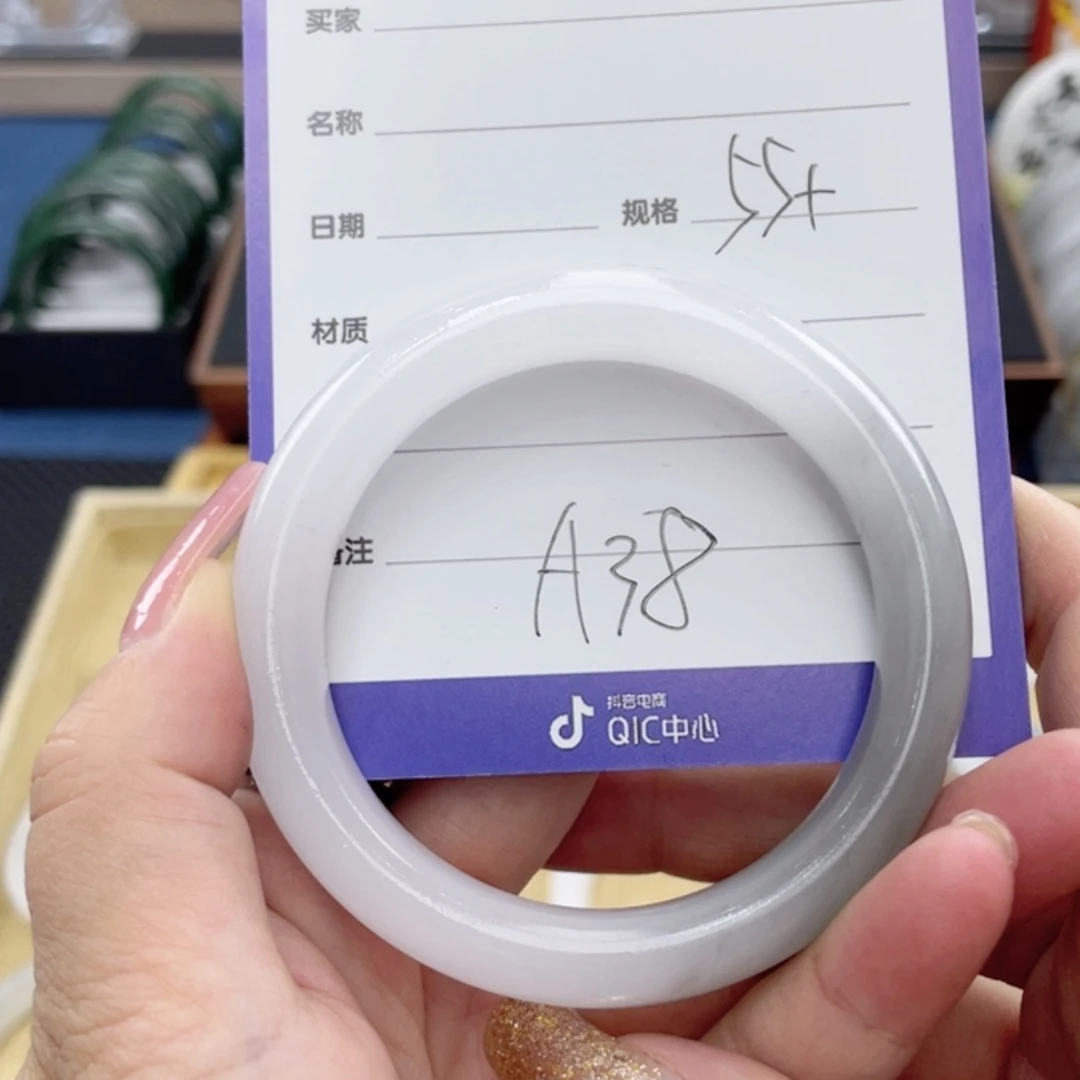 买家
名称
日期 规格 55+
材质
注 A38
抖音电商
QIC中心